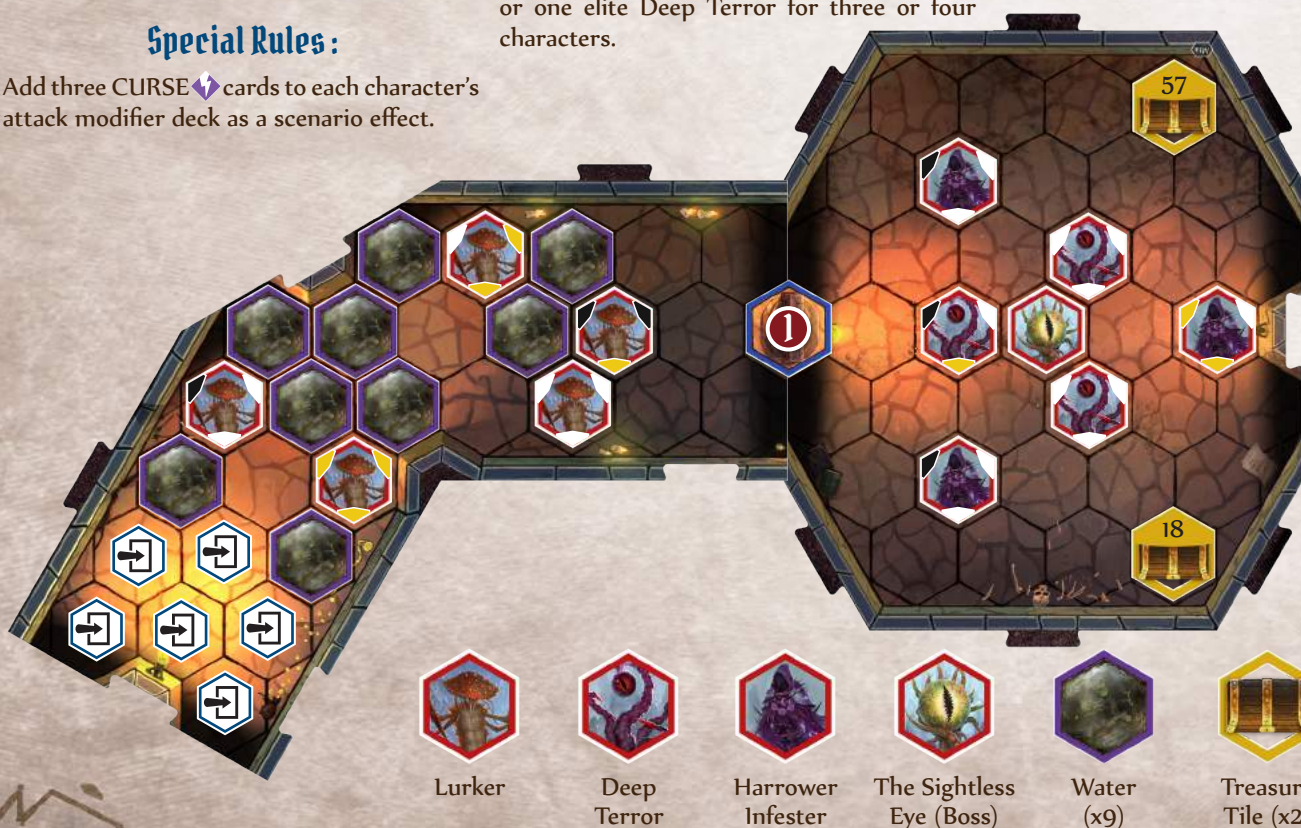 or one elite Deep Terror for three or four
characters.
Special Rules:
Add three CURSE cards to each character's
attack modifier deck as a scenario effect.
57
1
18
Lurker
Deep
Terror
Harrower
Infester
The Sightless
Eye (Boss)
Water
(x9)
Treasur
Tile (x2